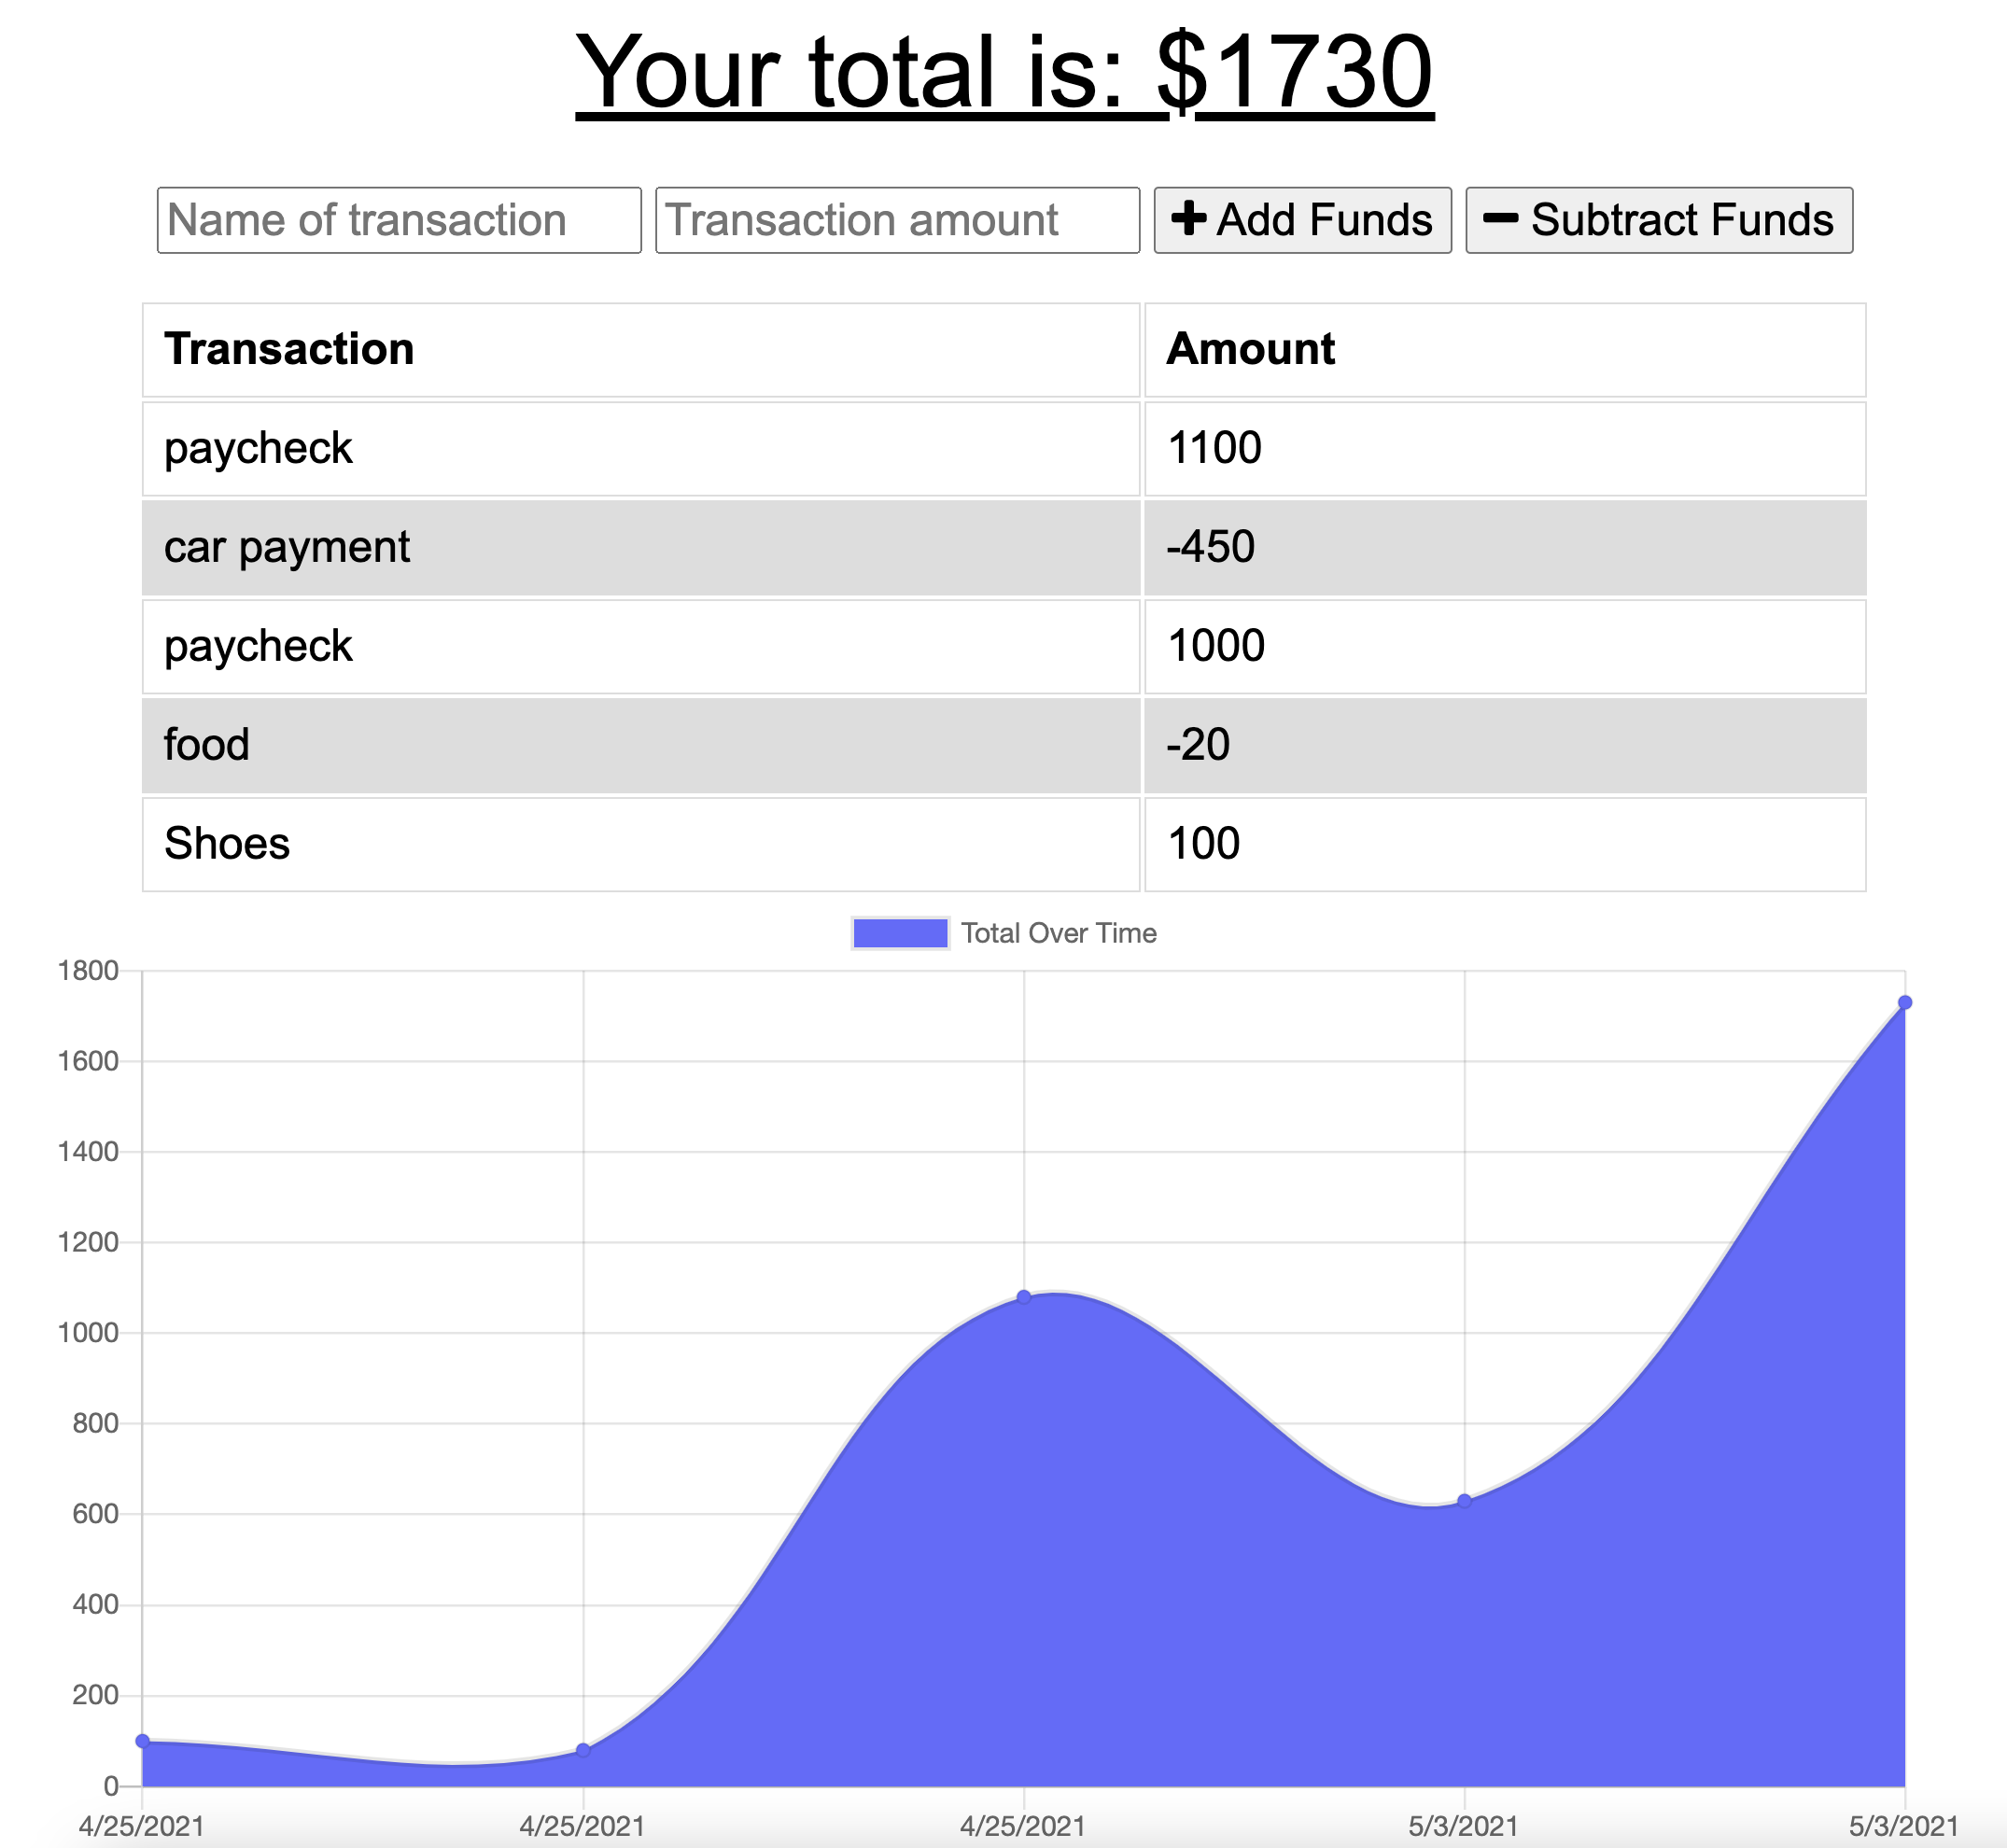 Your total is: $1730
Name of transaction Transaction amount Add Funds Subtract Funds
Transaction Amount
paycheck 1100
car payment -450
paycheck 1000
food -20
Shoes 100
Total Over Time
1800
1600
1400
1200
1000
800
600
400
200
0
4/25/2021 4/25/2021 4/25/2021 5/3/2021 5/3/2021